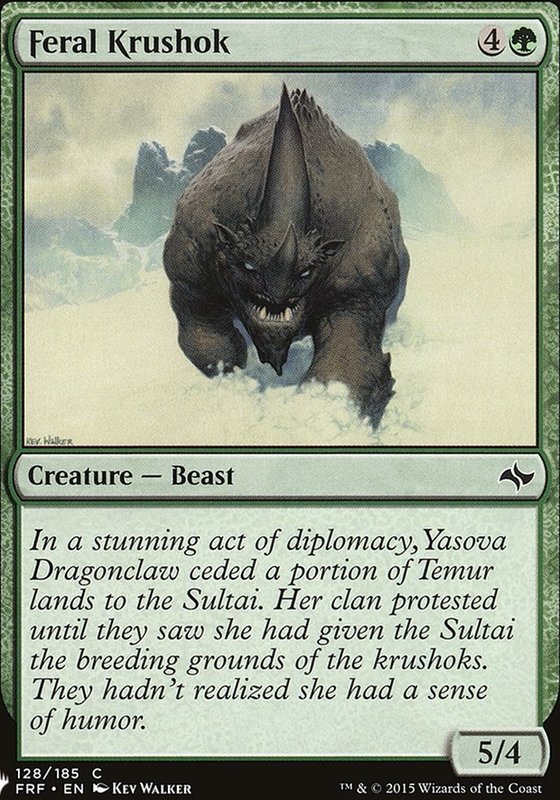 Feral Krushok
4
KEV. WALKER
Creature — Beast
In a stunning act of diplomacy, Yasova
Dragonclaw ceded a portion of Temur
lands to the Sultai. Her clan protested
until they saw she had given the Sultai
the breeding grounds of the krushoks.
They hadn't realized she had a sense
of humor.
5/4
128/185 C
FRF • EN Kev Walker
™ & © 2015 Wizards of the Coast